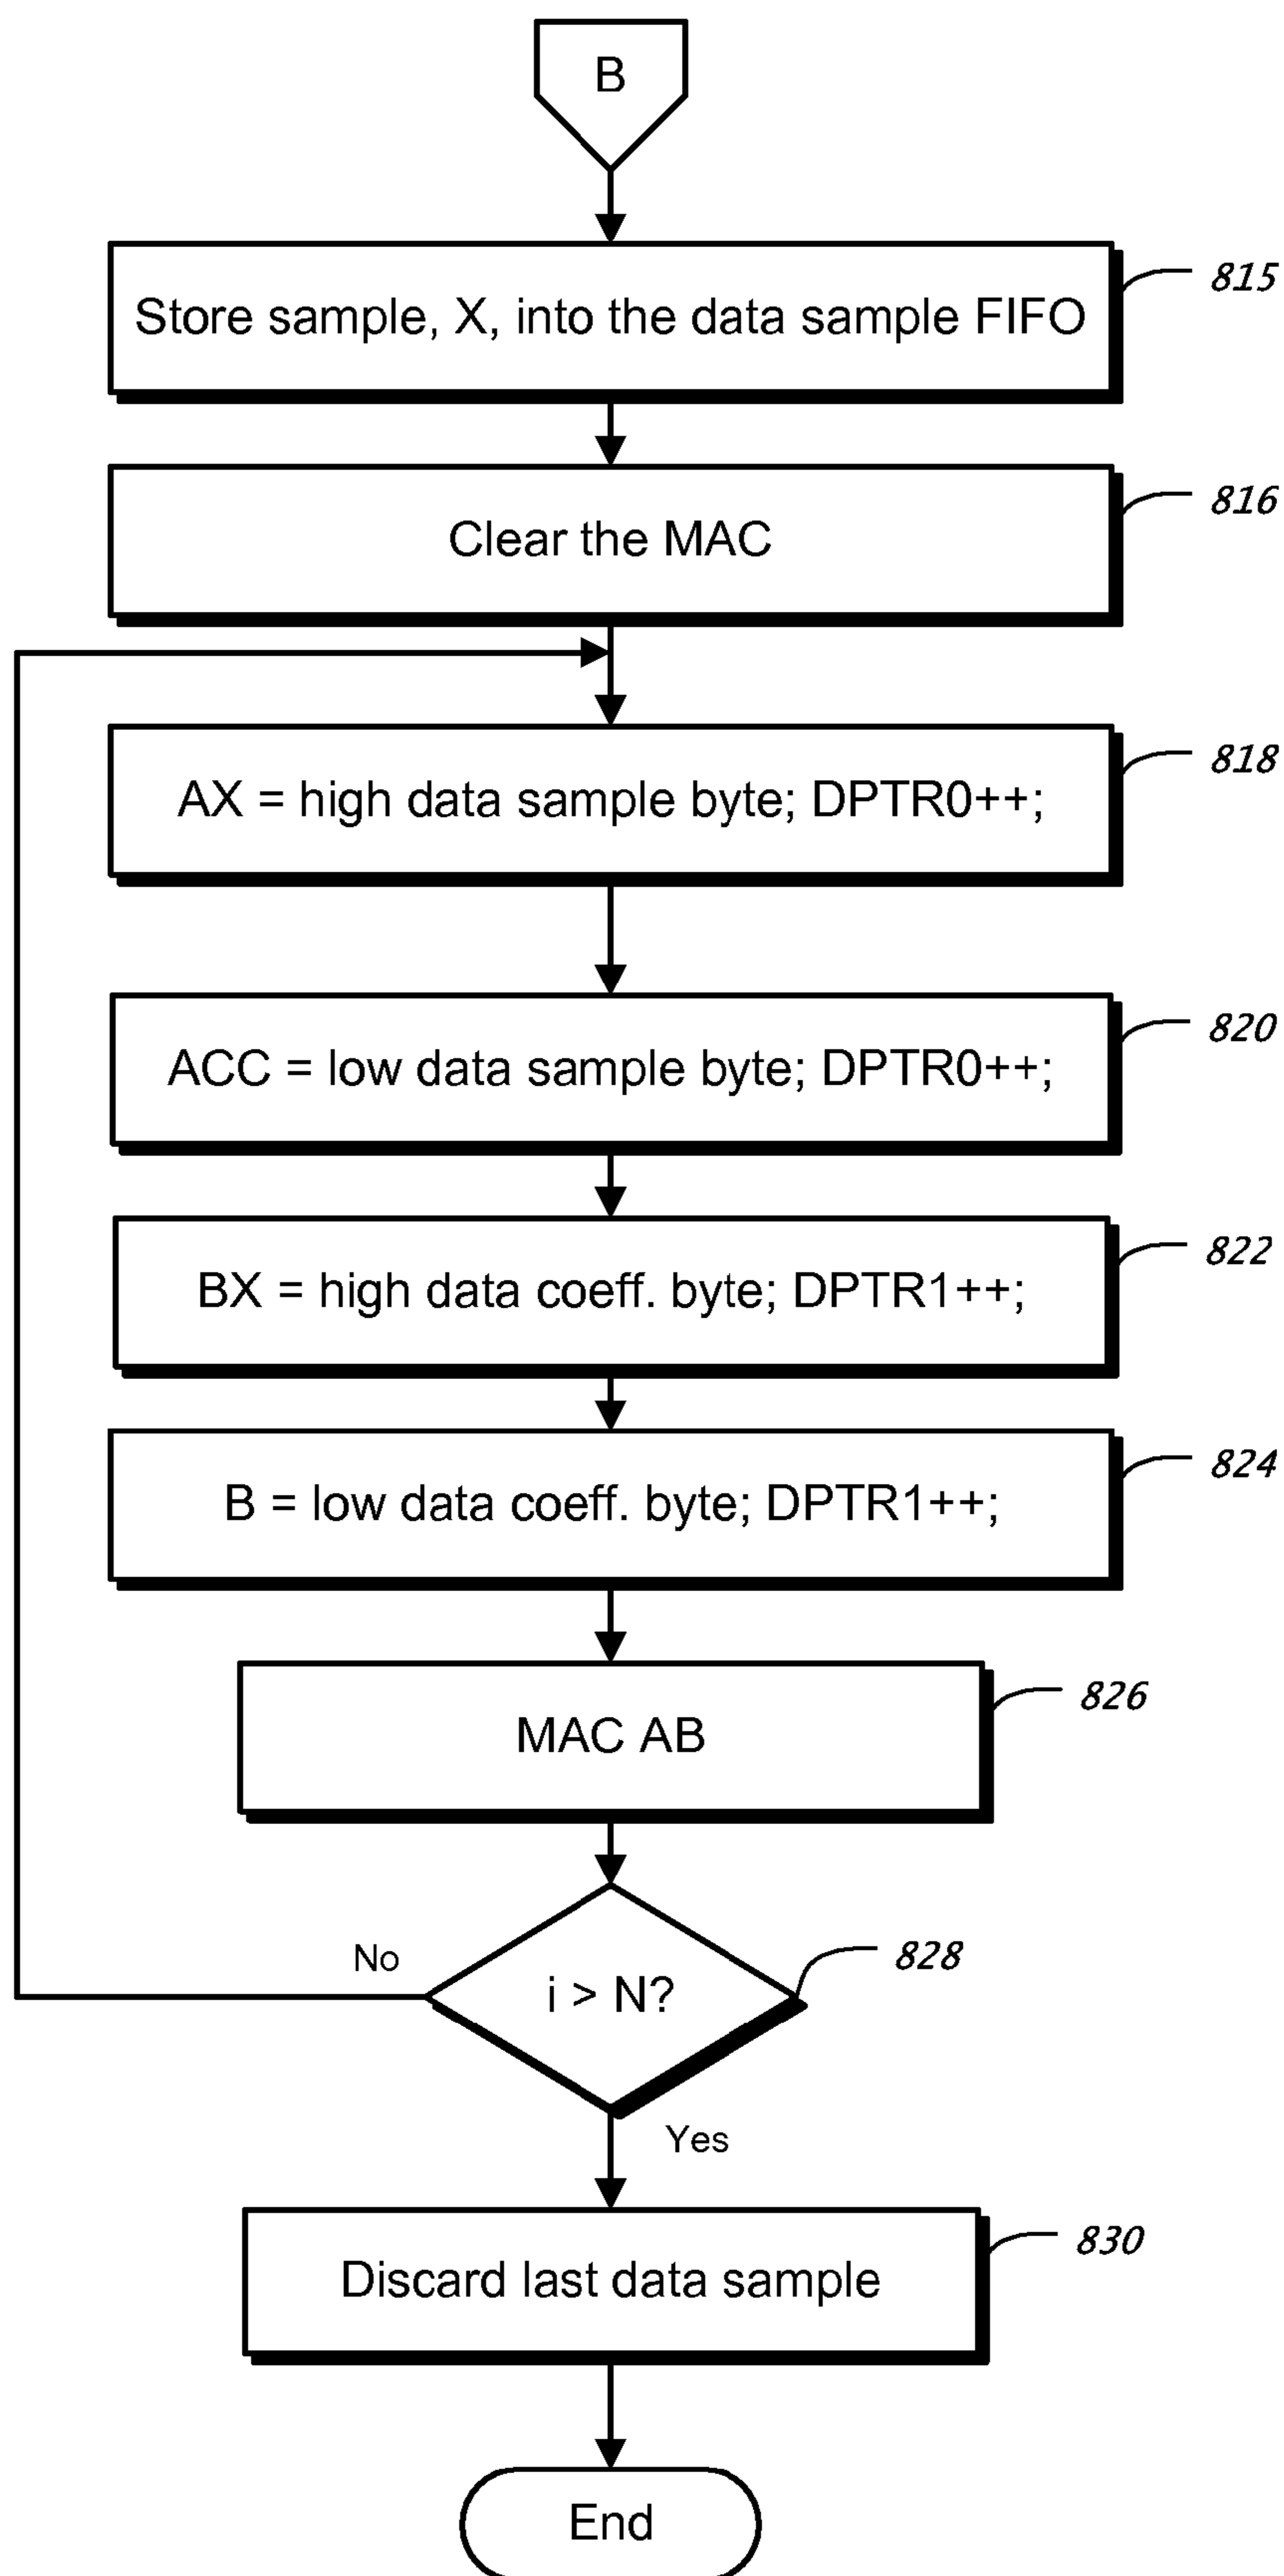 B
Store sample, X, into the data sample FIFO
815
Clear the MAC
816
AX = high data sample byte; DPTR0++;
818
ACC = low data sample byte; DPTR0++;
820
BX = high data coeff. byte; DPTR1++;
822
B = low data coeff. byte; DPTR1++;
824
MAC AB
826
i > N?
828
No
Yes
Discard last data sample
830
End